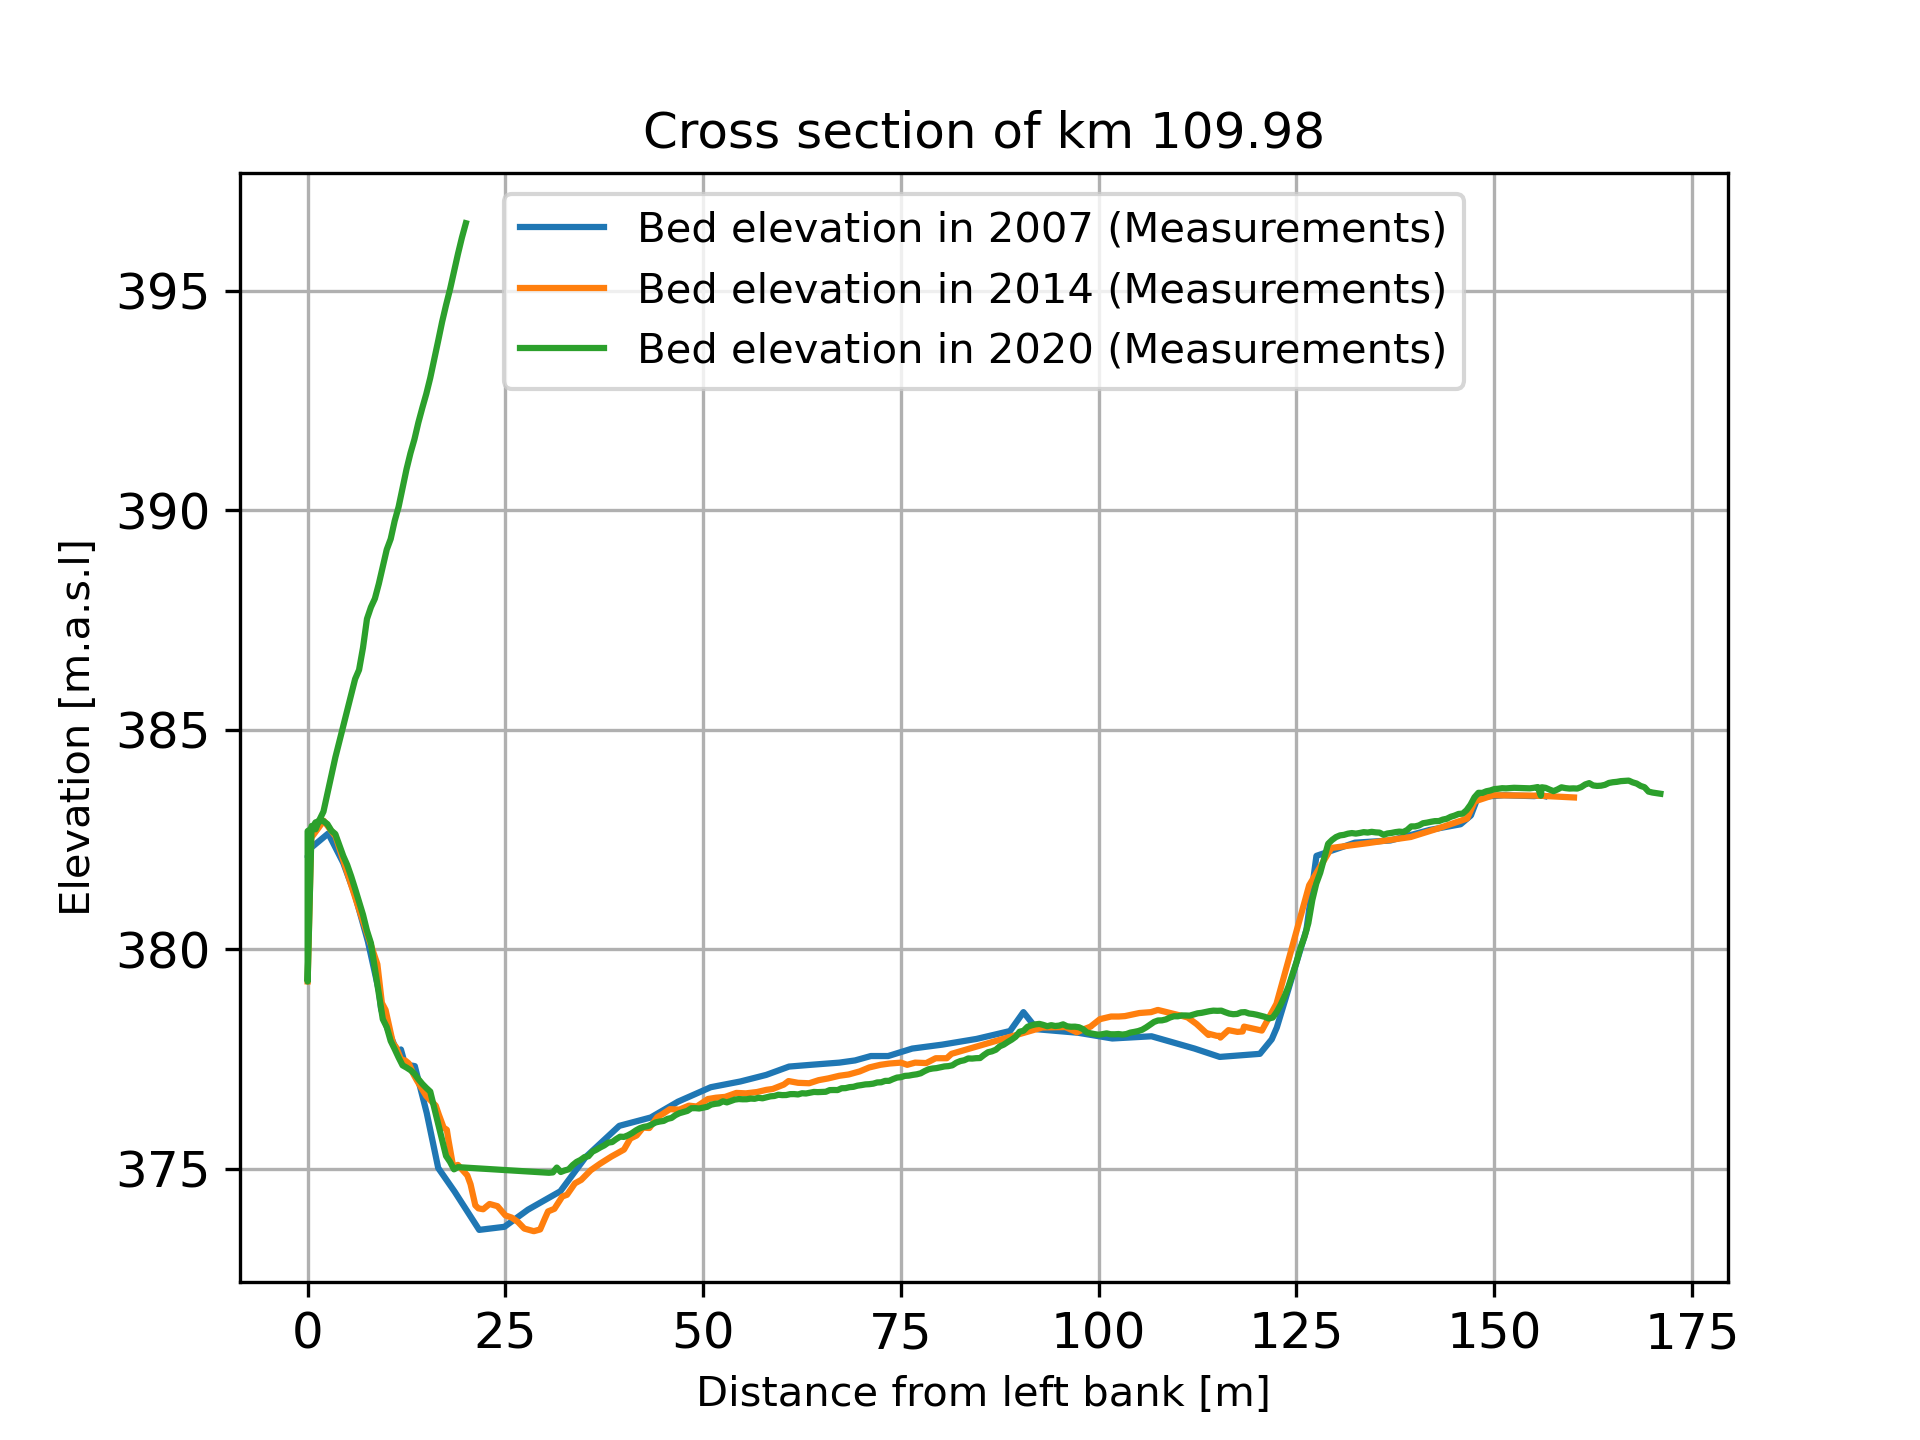 Cross section of km 109.98
Bed elevation in 2007 (Measurements)
Bed elevation in 2014 (Measurements)
Bed elevation in 2020 (Measurements)
Elevation [m.a.s.l]
395
390
385
380
375
0 25 50 75 100 125 150 175
Distance from left bank [m]